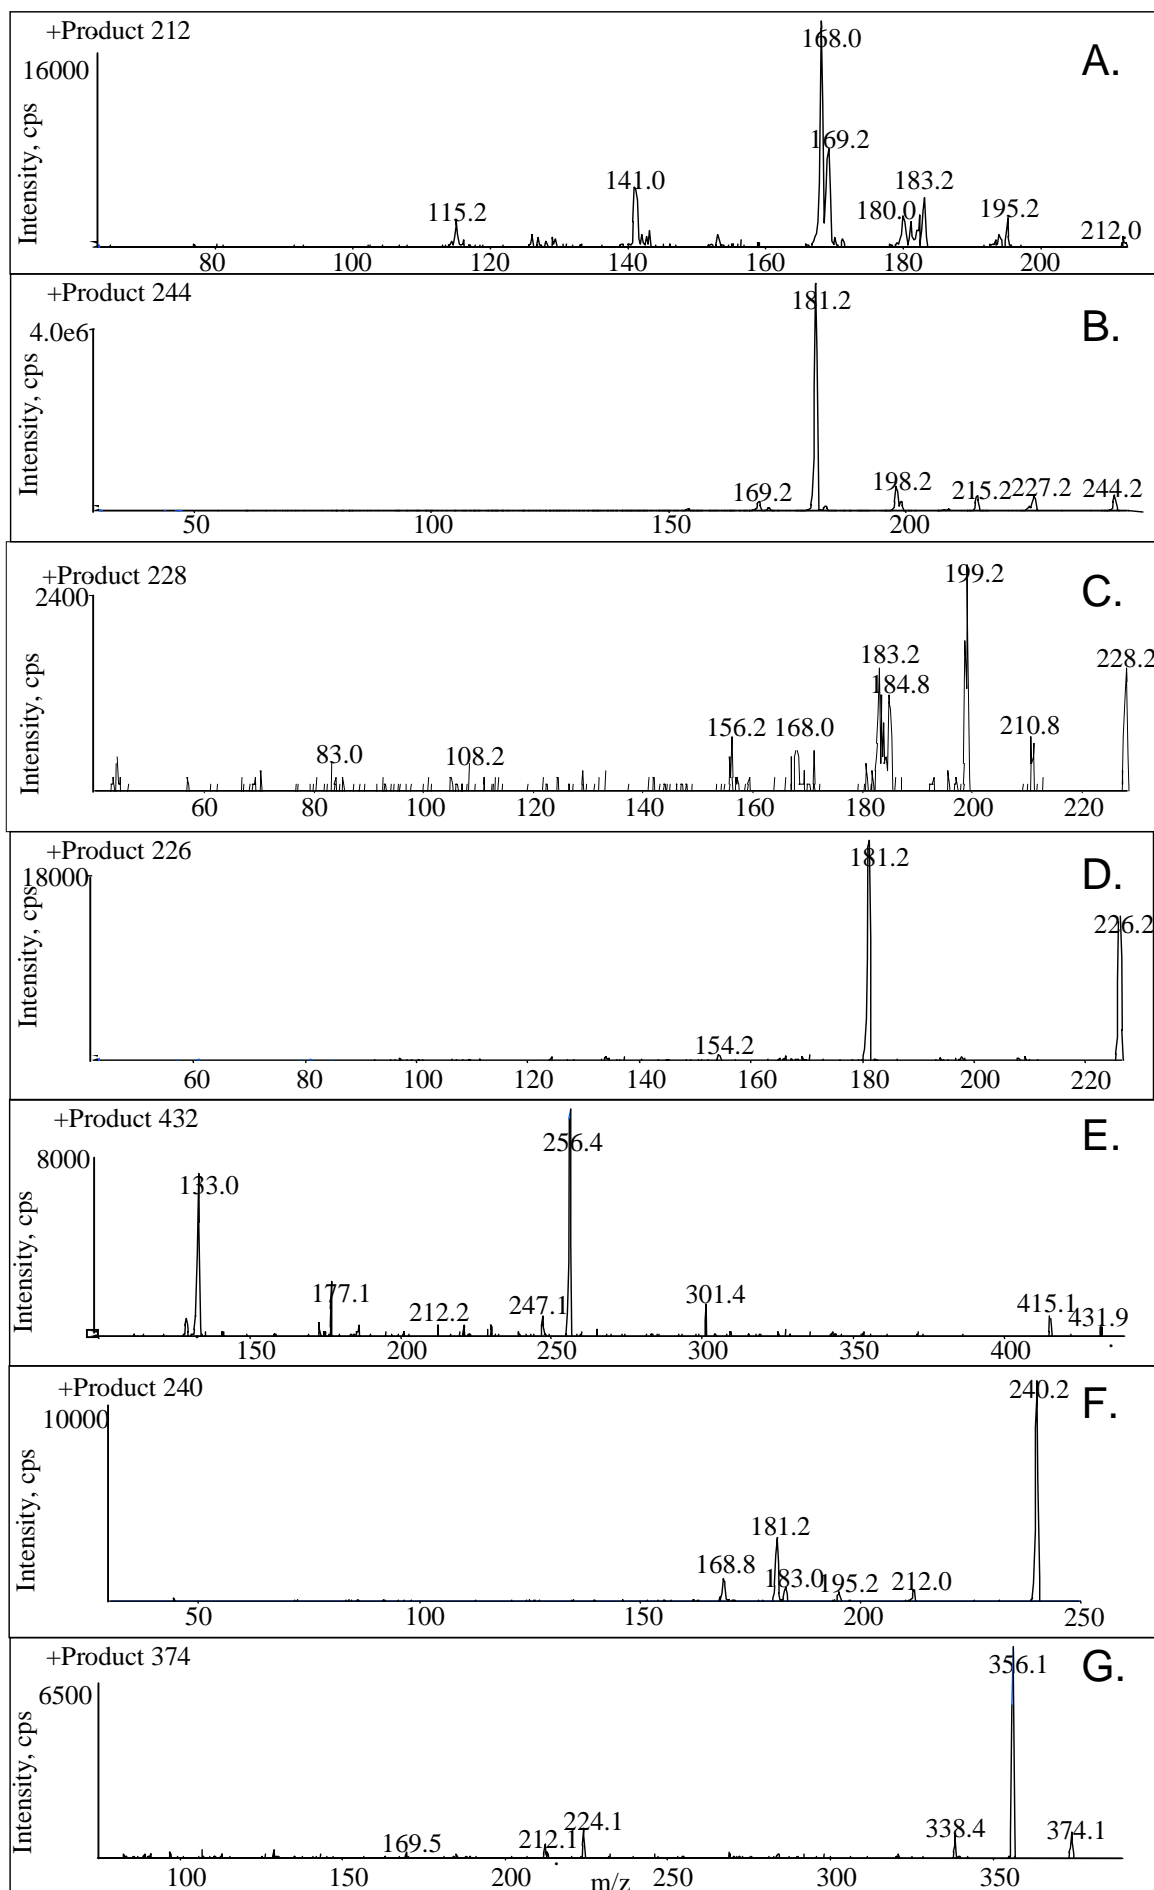 +Product 212
A.
16000
Intensity, cps
168.0
169.2
141.0
183.2
115.2
180.0
195.2
212.0
80 100 120 140 160 180 200
+Product 244
B.
4.0e6
Intensity, cps
181.2
169.2
198.2
215.2
227.2
244.2
50 100 150 200
+Product 228
C.
2400
Intensity, cps
199.2
183.2
184.8
228.2
156.2
168.0
210.8
83.0
108.2
60 80 100 120 140 160 180 200 220
+Product 226
D.
18000
Intensity, cps
181.2
226.2
154.2
60 80 100 120 140 160 180 200 220
+Product 432
E.
8000
Intensity, cps
256.4
133.0
177.1
212.2
247.1
301.4
415.1
431.9
150 200 250 300 350 400
+Product 240
F.
10000
Intensity, cps
240.2
181.2
168.8
183.0
195.2
212.0
50 100 150 200 250
+Product 374
G.
6500
Intensity, cps
356.1
169.5
212.1
224.1
338.4
374.1
100 150 200 250 300 350
m/z